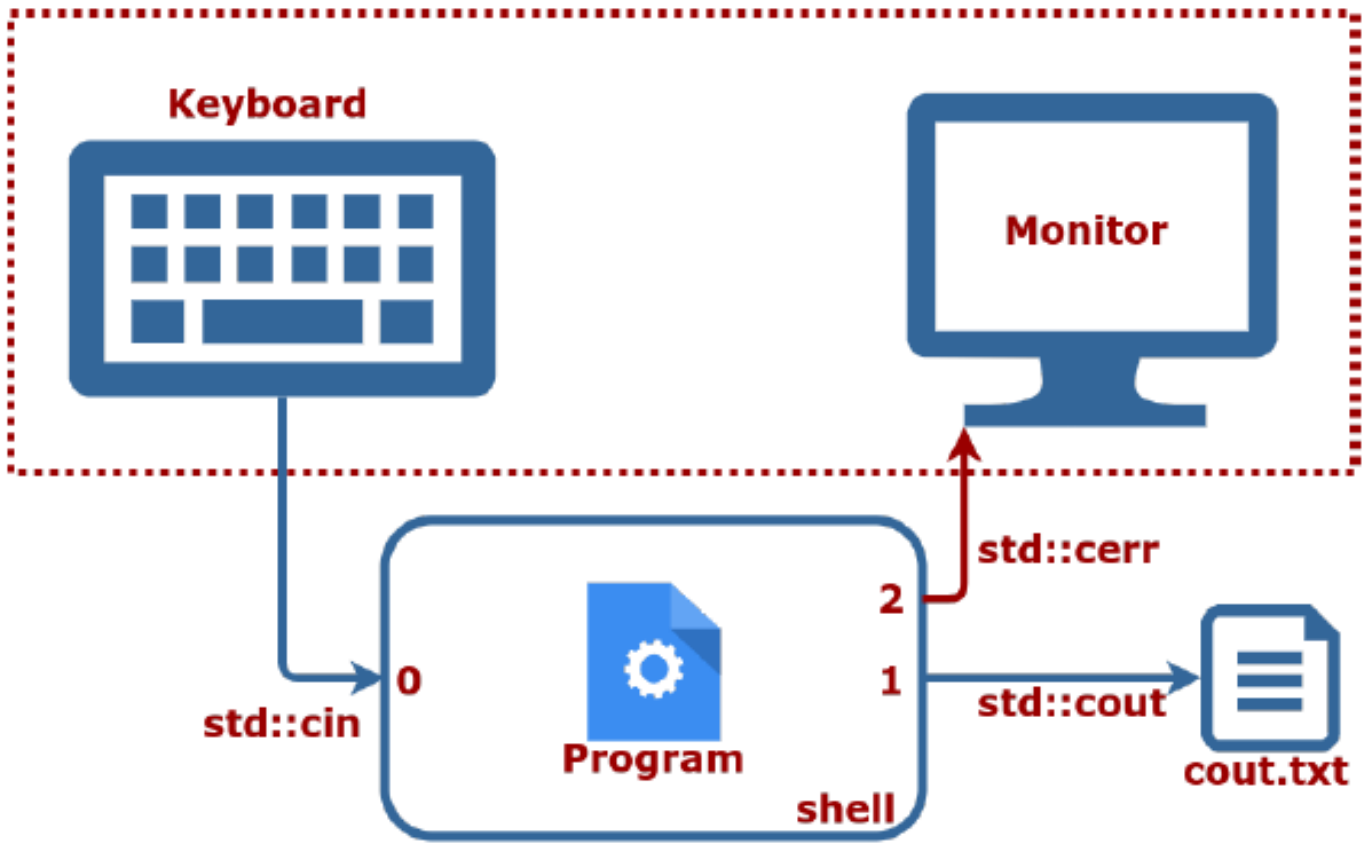 Keyboard
Monitor
std::cerr
2
0
1
std::cin
std::cout
Program
cout.txt
shell